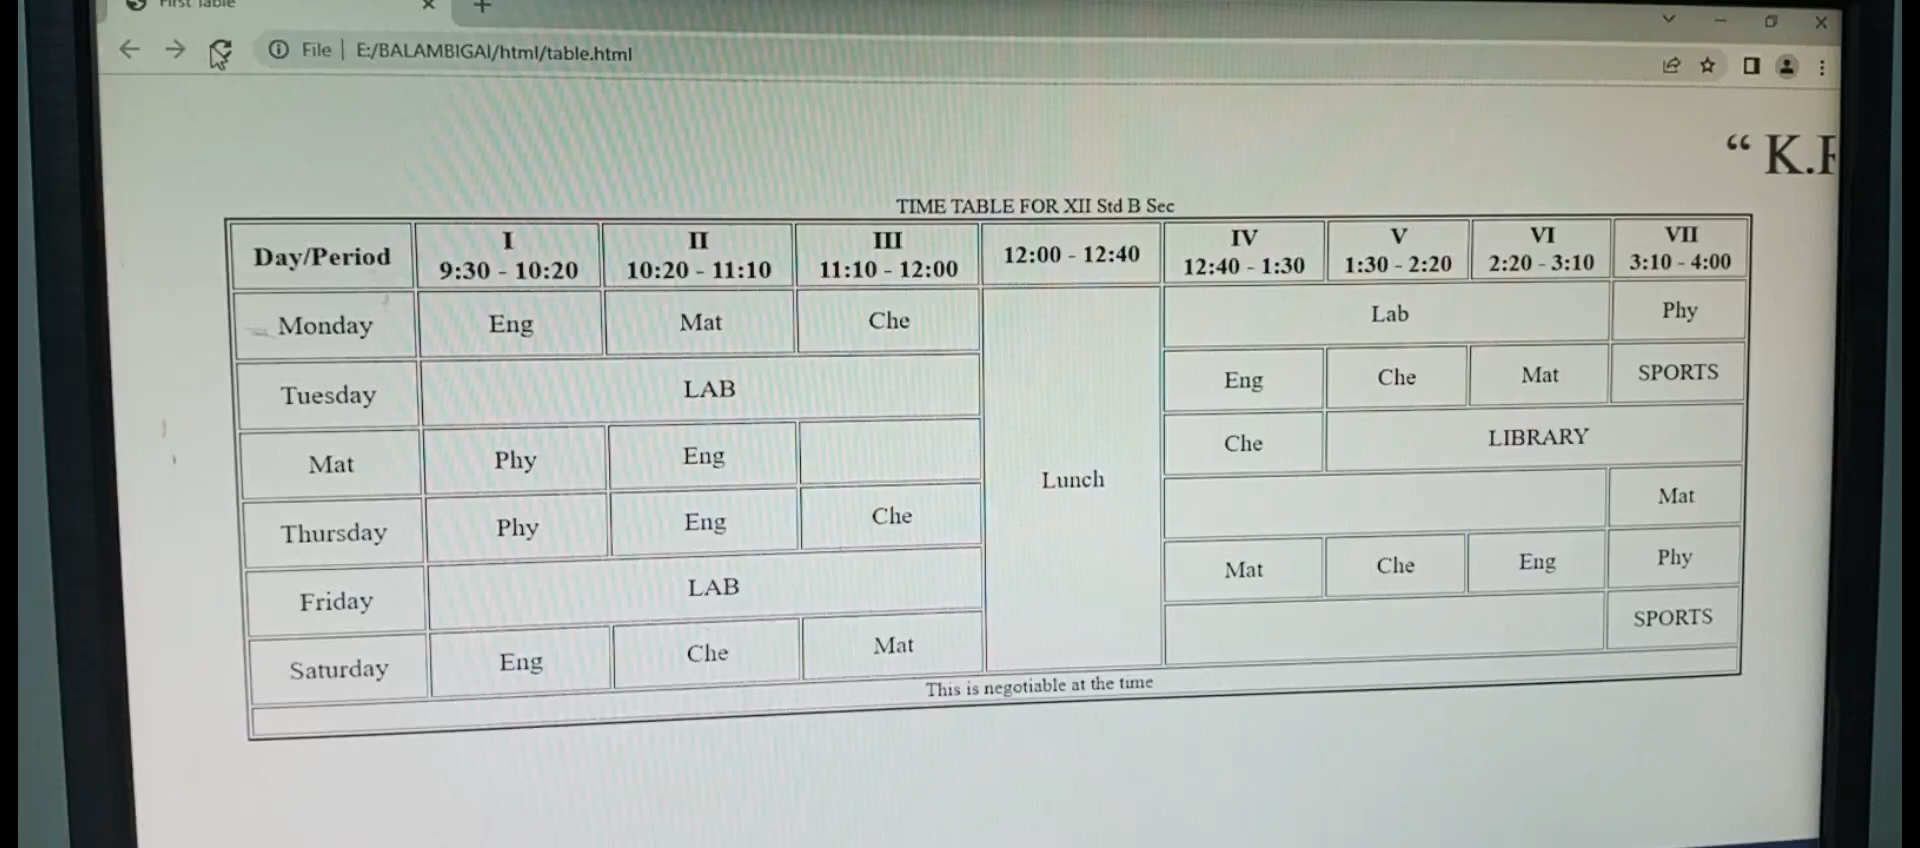 First Table
File | E:/BALAMBIGAI/html/table.html
“ K.
TIME TABLE FOR XII Std B Sec
Day/Period I 9:30 - 10:20 II 10:20 - 11:10 III 11:10 - 12:00 12:00 - 12:40 IV 12:40 - 1:30 V 1:30 - 2:20 VI 2:20 - 3:10 VII 3:10 - 4:00
Monday Eng Mat Che Lunch Lab Phy
Tuesday LAB Eng Che Mat SPORTS
Mat Phy Eng Che LIBRARY
Thursday Phy Eng Che Mat
Friday LAB Mat Che Eng Phy
Saturday Eng Che Mat SPORTS
This is negotiable at the time